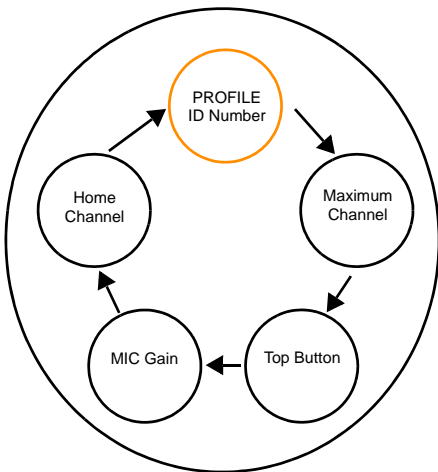 PROFILE
ID Number
Maximum
Channel
Top Button
MIC Gain
Home
Channel